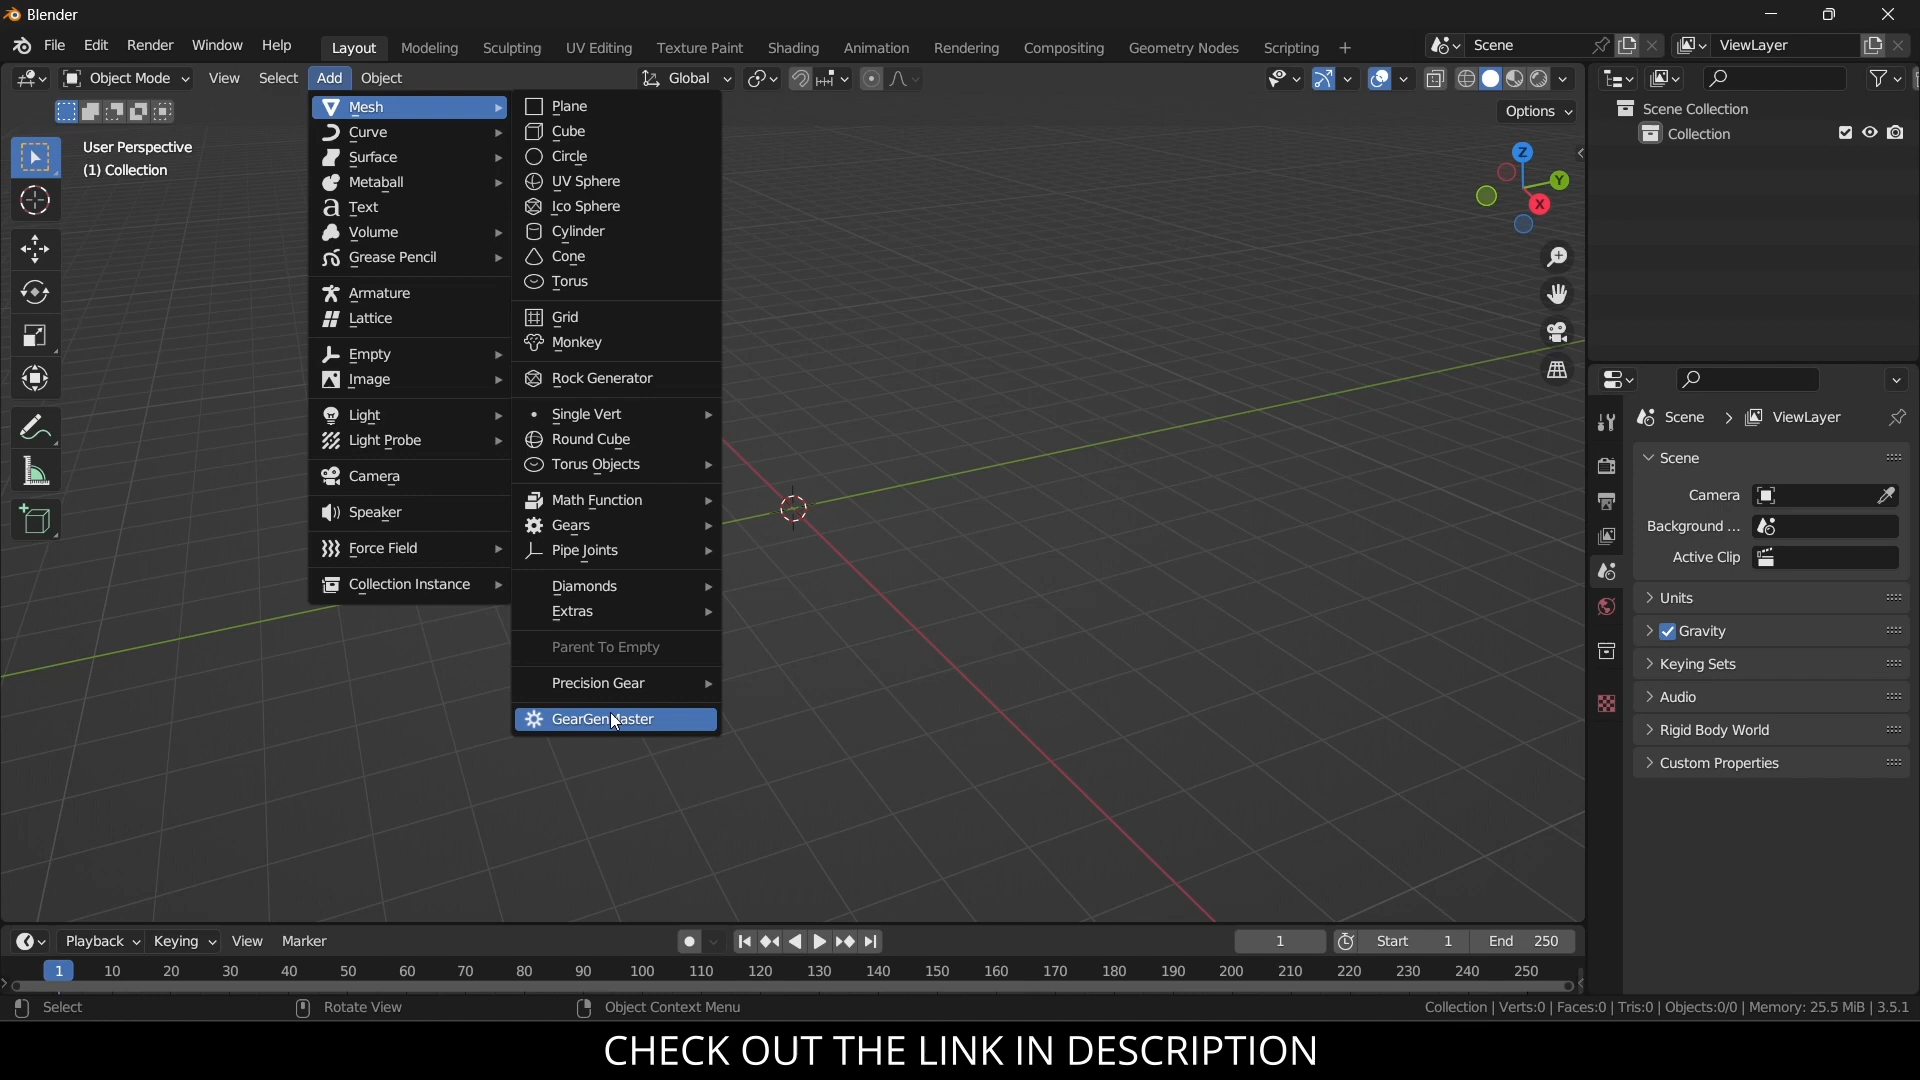 Blender
File Edit Render Window Help Layout Modeling Sculpting UV Editing Texture Paint Shading Animation Rendering Compositing Geometry Nodes Scripting + Scene ViewLayer
Object Mode View Select Add Object Global
Options
User Perspective
(1) Collection
Mesh
Curve
Surface
Metaball
Text
Volume
Grease Pencil
Armature
Lattice
Empty
Image
Light
Light Probe
Camera
Speaker
Force Field
Collection Instance
Plane
Cube
Circle
UV Sphere
Ico Sphere
Cylinder
Cone
Torus
Grid
Monkey
Rock Generator
Single Vert
Round Cube
Torus Objects
Math Function
Gears
Pipe Joints
Diamonds
Extras
Parent To Empty
Precision Gear
GearGenMaster
Z
Y
X
Scene Collection
Collection
Scene > ViewLayer
Scene
Camera
Background ...
Active Clip
Units
Gravity
Keying Sets
Audio
Rigid Body World
Custom Properties
Playback Keying View Marker 1 Start 1 End 250
1 10 20 30 40 50 60 70 80 90 100 110 120 130 140 150 160 170 180 190 200 210 220 230 240 250
Select Rotate View Object Context Menu Collection | Verts:0 | Faces:0 | Tris:0 | Objects:0/0 | Memory: 25.5 MiB | 3.5.1
CHECK OUT THE LINK IN DESCRIPTION